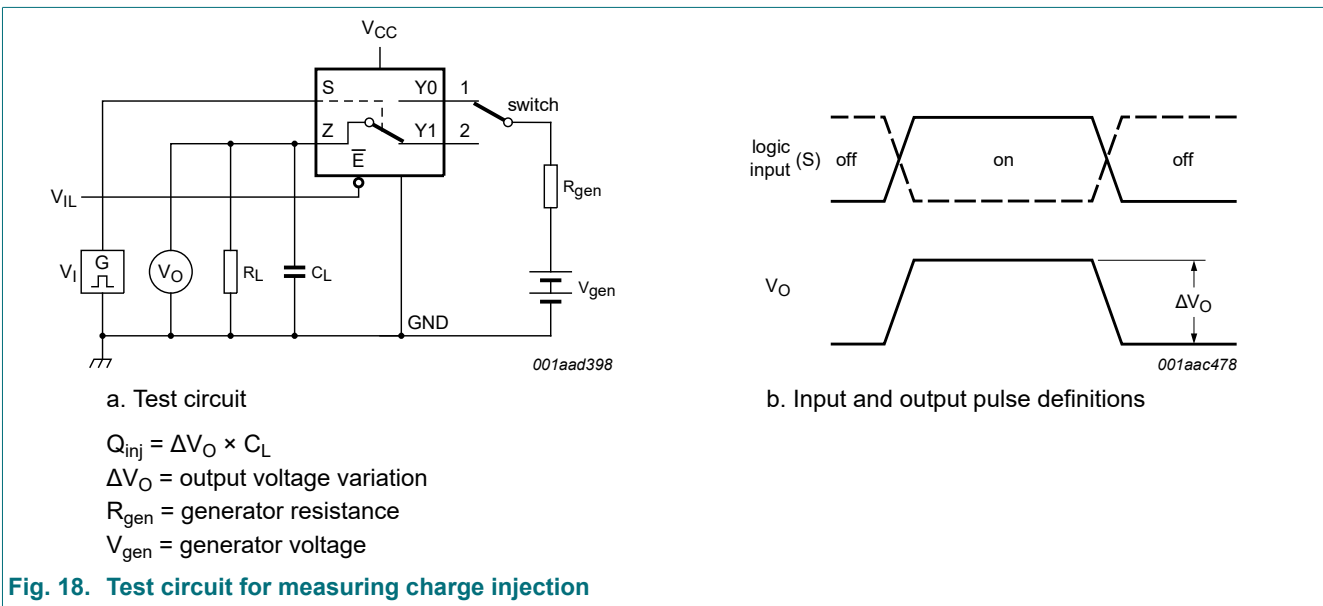 VCC
S Y0 1
switch
Z Y1 2
E̅
Rgen
VIL
VI G VO RL CL Vgen
GND
001aad398
a. Test circuit
logic input (S) off on off
VO
ΔVO
001aac478
b. Input and output pulse definitions
Qinj = ΔVO × CL
ΔVO = output voltage variation
Rgen = generator resistance
Vgen = generator voltage
Fig. 18. Test circuit for measuring charge injection